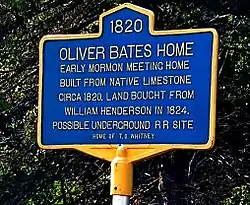 1820
OLIVER BATES HOME
EARLY MORMON MEETING HOME
BUILT FROM NATIVE LIMESTONE
CIRCA 1820. LAND BOUGHT FROM
WILLIAM HENDERSON IN 1824.
POSSIBLE UNDERGROUND R.R SITE
HOME OF T.O. WHITNEY